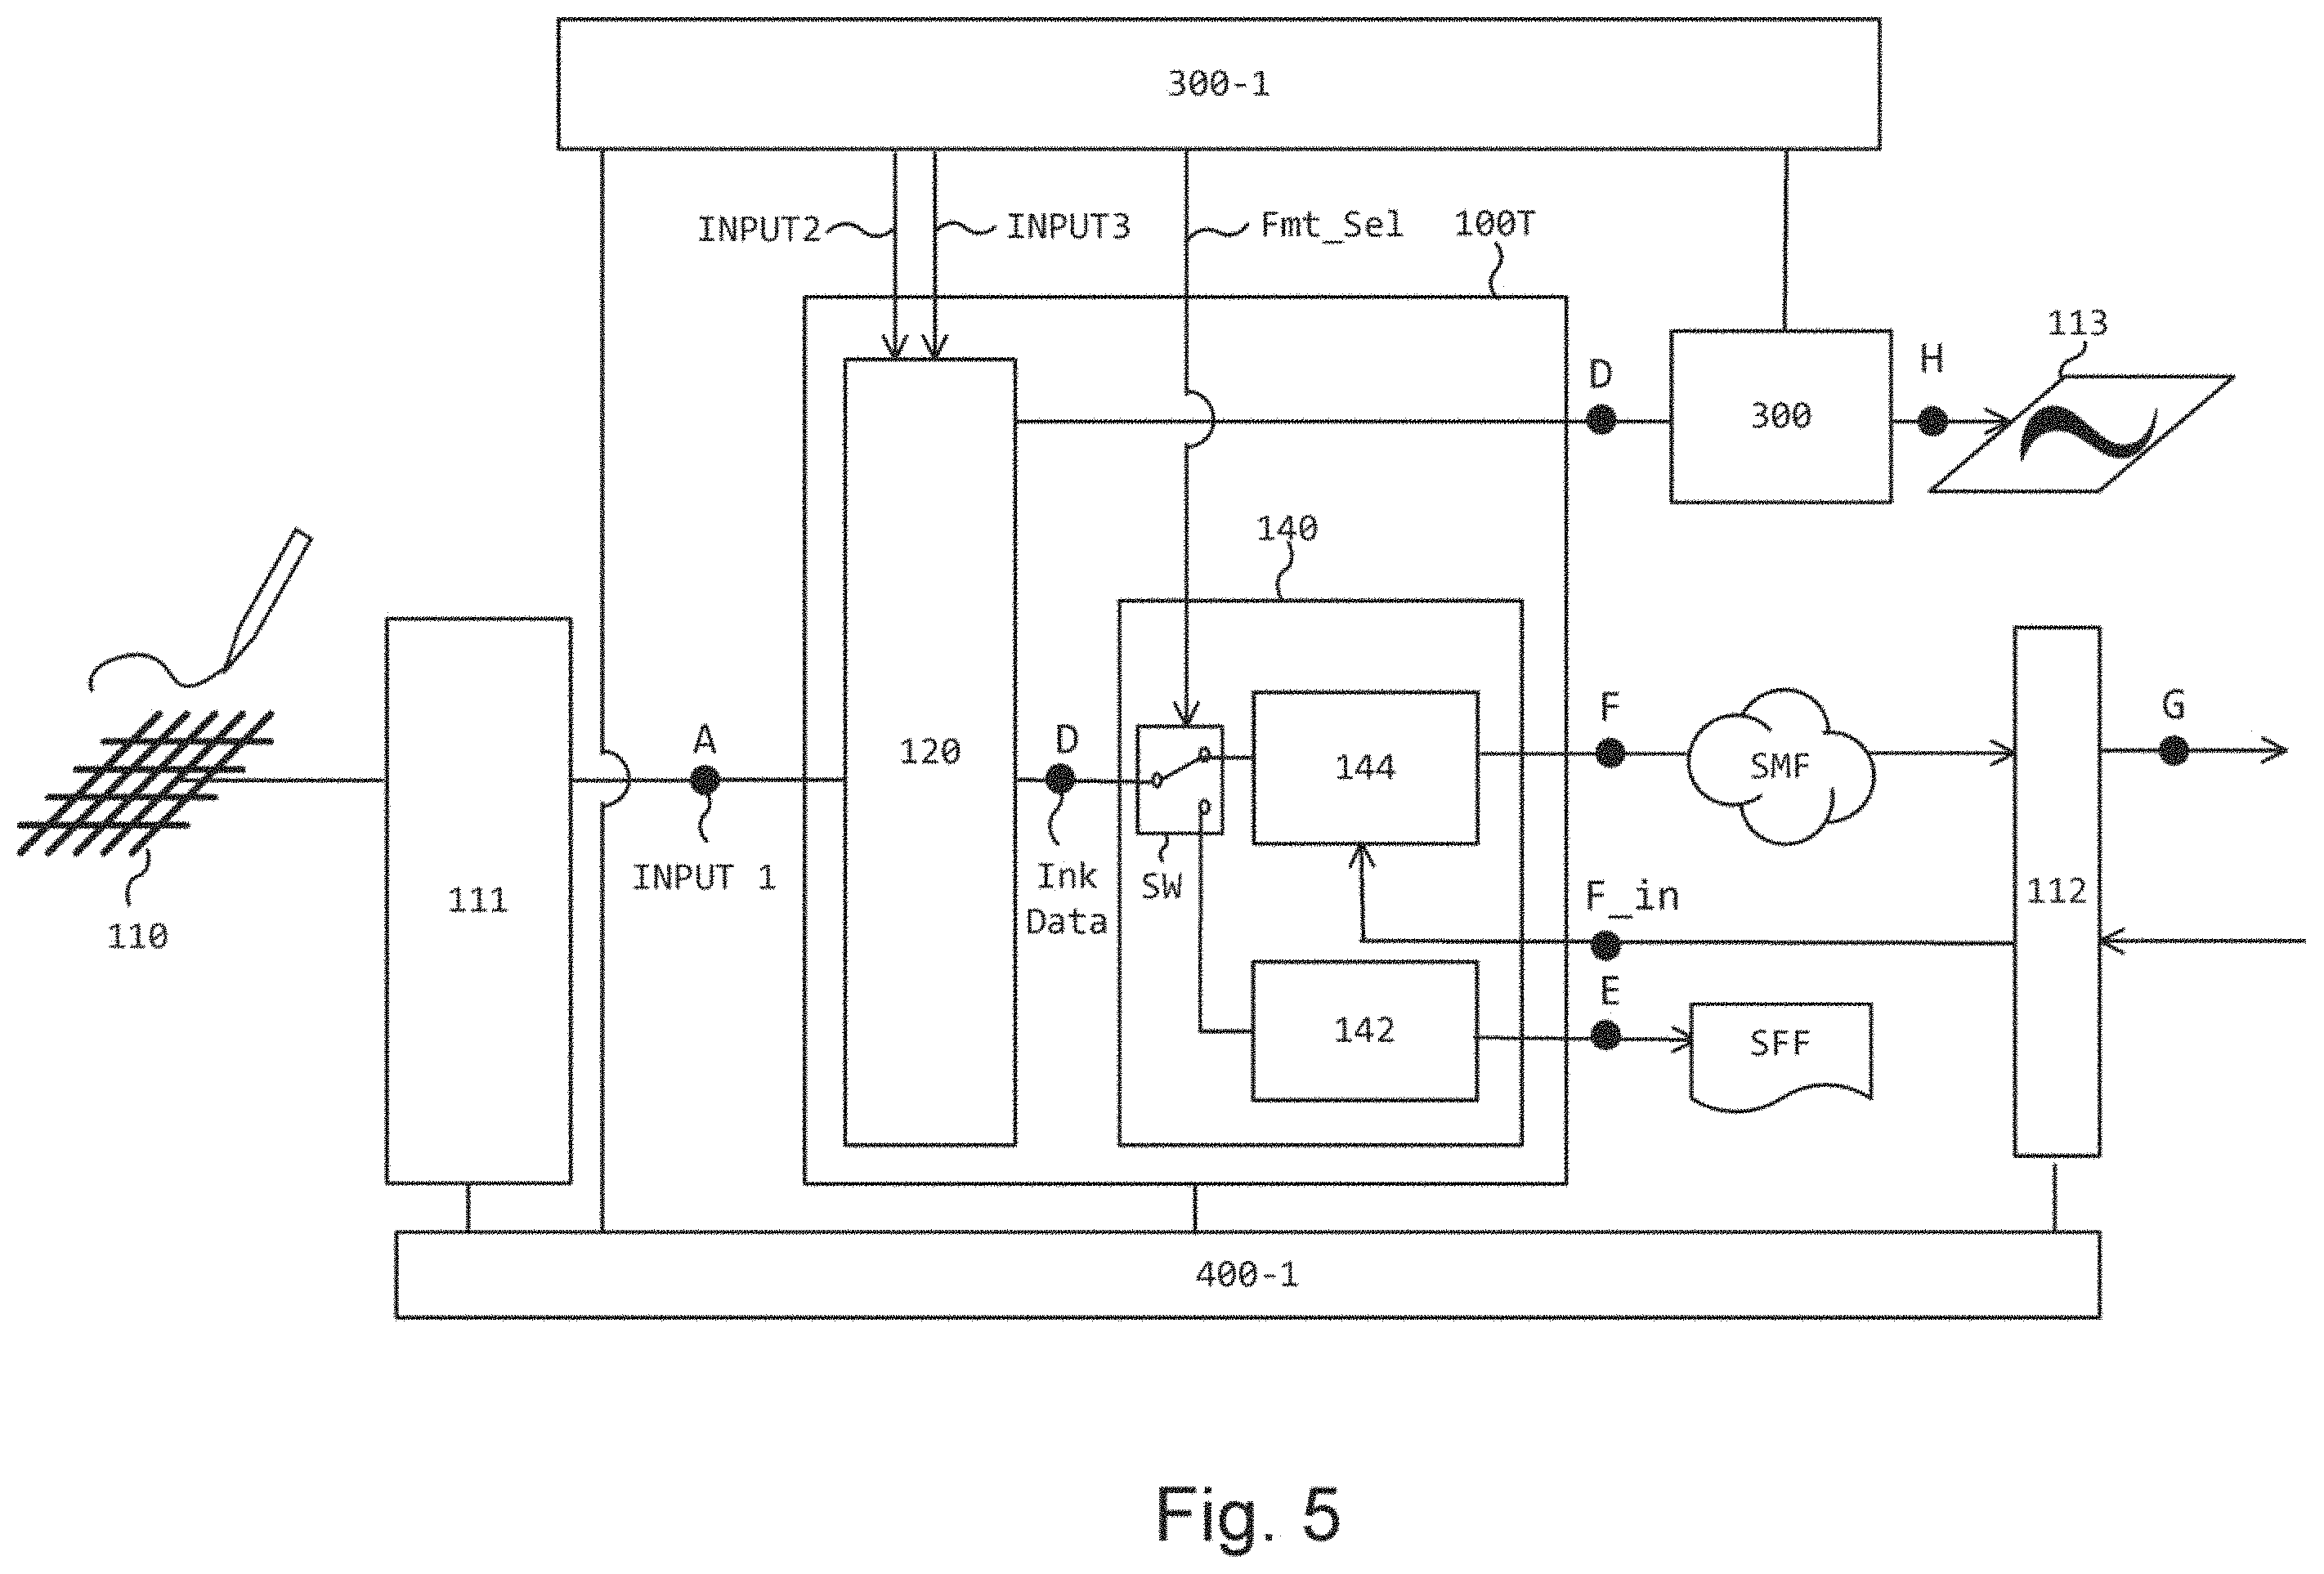 300-1
INPUT2
INPUT3
Fmt_Sel
100T
113
D
300
H
140
A
120
D
144
F
SMF
G
INPUT 1
Ink
Data
SW
F_in
112
111
110
142
E
SFF
400-1
Fig. 5